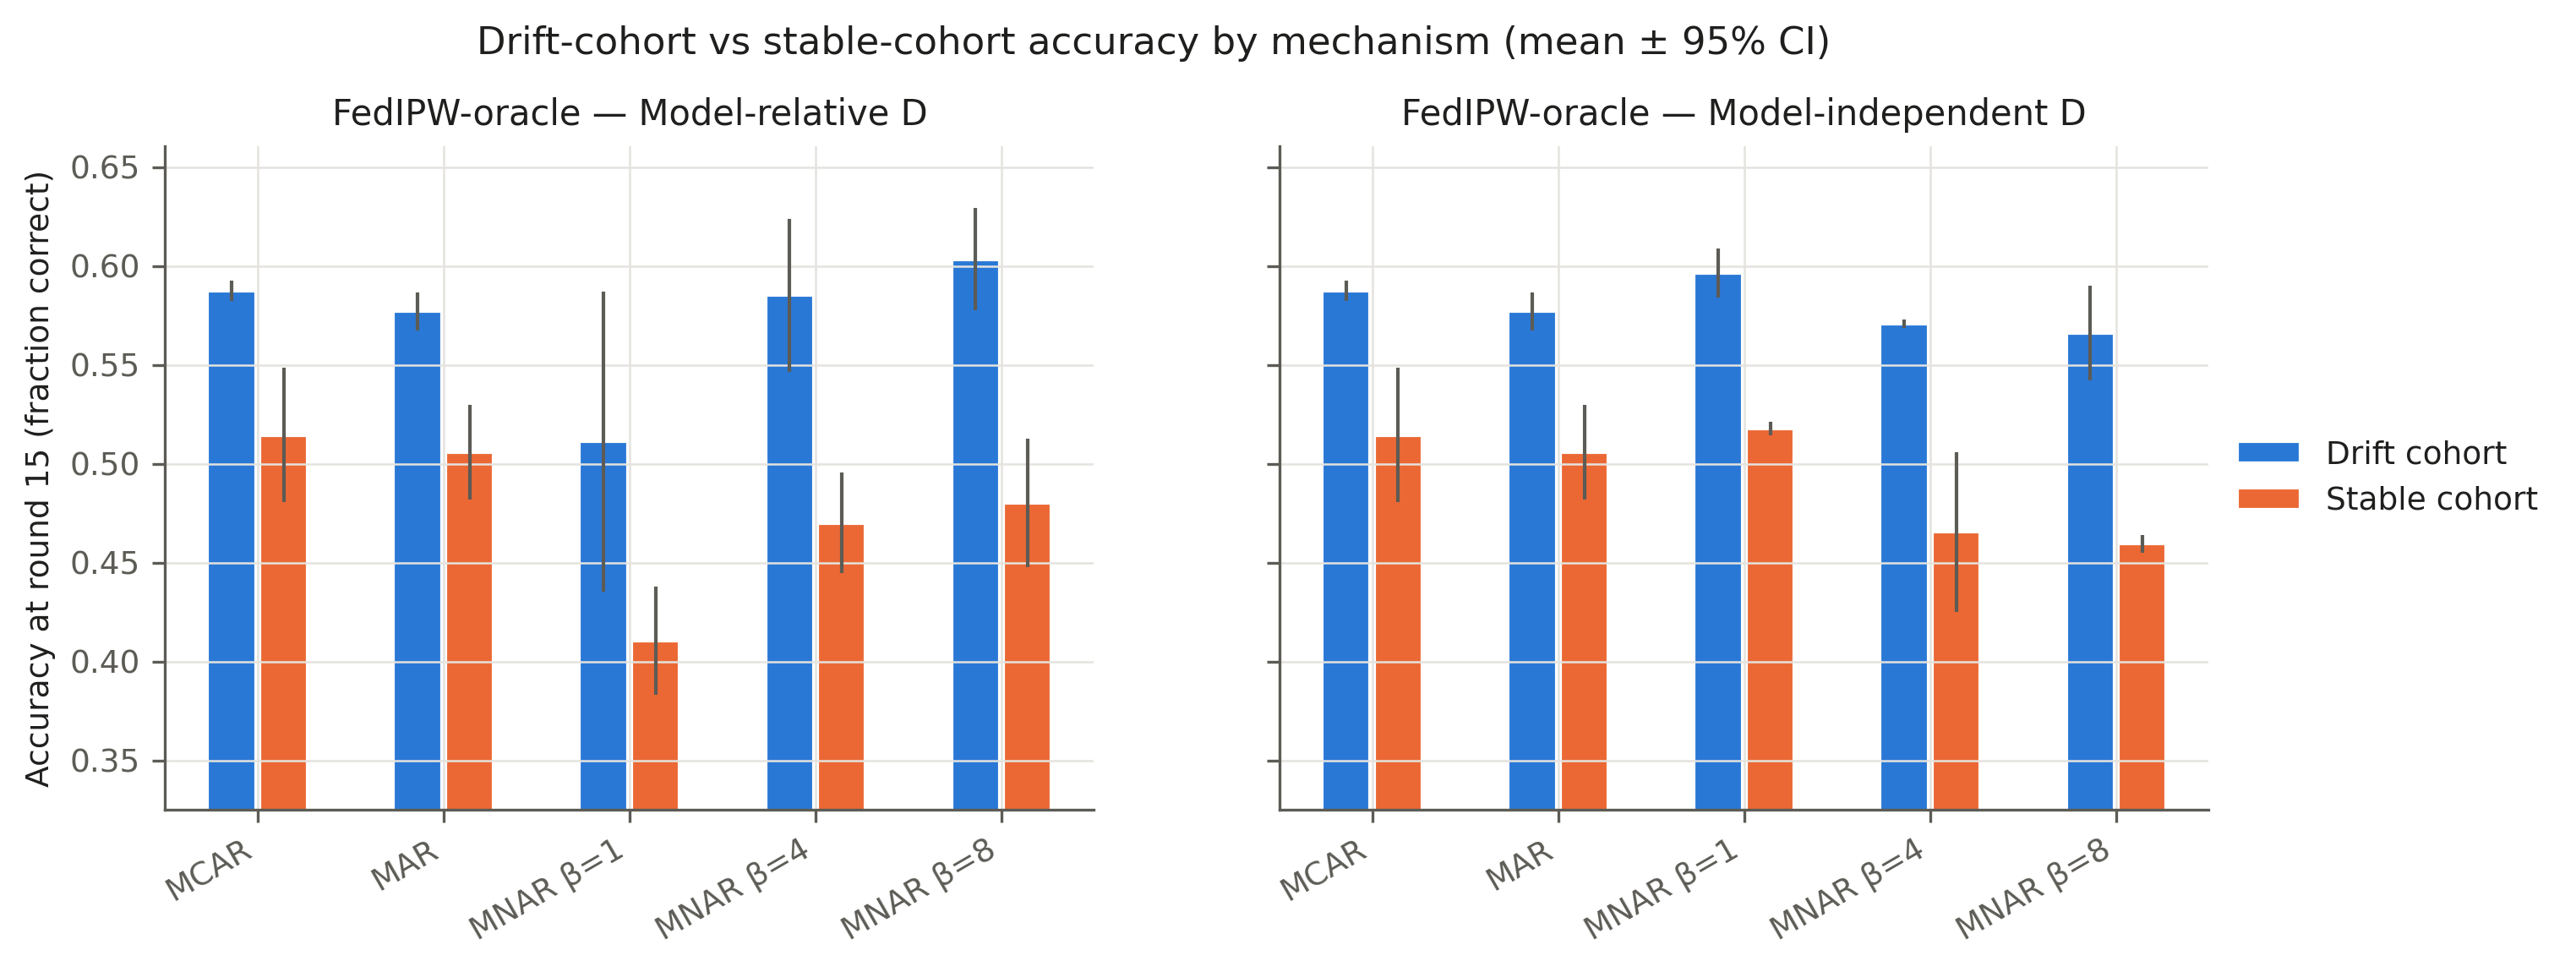 Drift-cohort vs stable-cohort accuracy by mechanism (mean ± 95% CI)
FedIPW-oracle — Model-relative D
FedIPW-oracle — Model-independent D
Accuracy at round 15 (fraction correct)
0.65
0.60
0.55
0.50
0.45
0.40
0.35
MCAR
MAR
MNAR β=1
MNAR β=4
MNAR β=8
MCAR
MAR
MNAR β=1
MNAR β=4
MNAR β=8
Drift cohort
Stable cohort